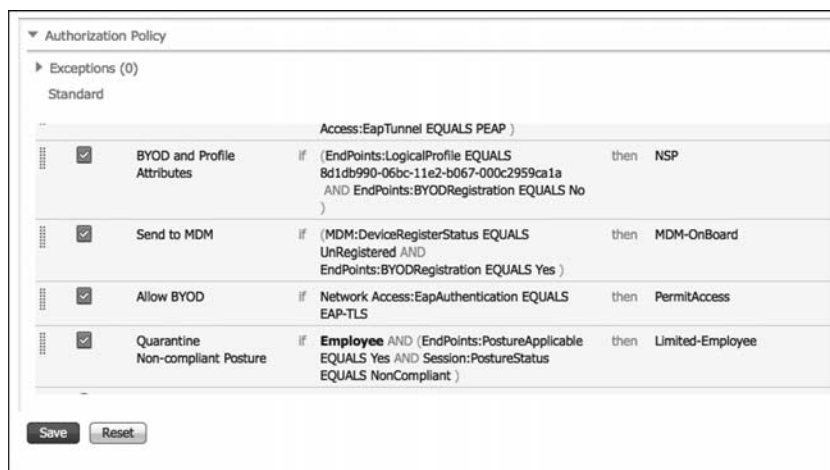 Authorization Policy
Exceptions (0)
Standard
Access:EapTunnel EQUALS PEAP )
BYOD and Profile Attributes if (EndPoints:LogicalProfile EQUALS then NSP
8d1db990-06bc-11e2-b067-000c2959ca1a
AND EndPoints:BYODRegistration EQUALS No
)
Send to MDM if (MDM:DeviceRegisterStatus EQUALS then MDM-OnBoard
UnRegistered AND
EndPoints:BYODRegistration EQUALS Yes )
Allow BYOD if Network Access:EapAuthentication EQUALS then PermitAccess
EAP-TLS
Quarantine if Employee AND (EndPoints:PostureApplicable then Limited-Employee
Non-compliant Posture EQUALS Yes AND Session:PostureStatus
EQUALS NonCompliant )
Save Reset